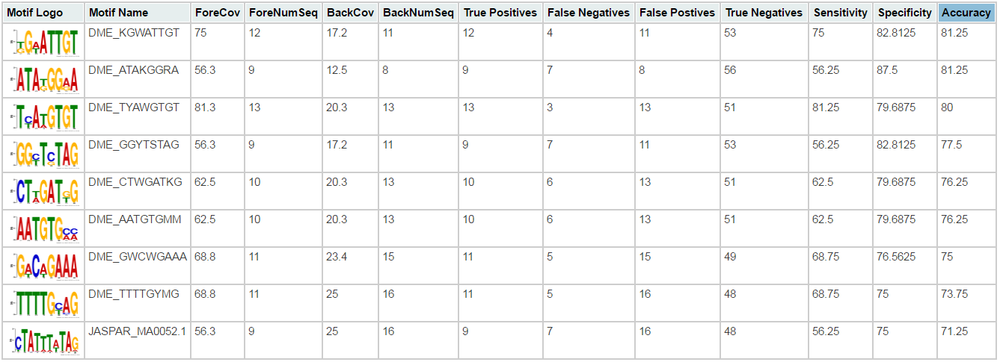 Motif Logo Motif Name ForeCov ForeNumSeq BackCov BackNumSeq True Positives False Negatives False Postives True Negatives Sensitivity Specificity Accuracy
DME_KGWATTGT 75 12 17.2 11 12 4 11 53 75 82.8125 81.25
DME_ATAKGGRA 56.3 9 12.5 8 9 7 8 56 56.25 87.5 81.25
DME_TYAWGTGT 81.3 13 20.3 13 13 3 13 51 81.25 79.6875 80
DME_GGYTSTAG 56.3 9 17.2 11 9 7 11 53 56.25 82.8125 77.5
DME_CTWGATKG 62.5 10 20.3 13 10 6 13 51 62.5 79.6875 76.25
DME_AATGTGMM 62.5 10 20.3 13 10 6 13 51 62.5 79.6875 76.25
DME_GWCWGAAA 68.8 11 23.4 15 11 5 15 49 68.75 76.5625 75
DME_TTTTGYMG 68.8 11 25 16 11 5 16 48 68.75 75 73.75
JASPAR_MA0052.1 56.3 9 25 16 9 7 16 48 56.25 75 71.25